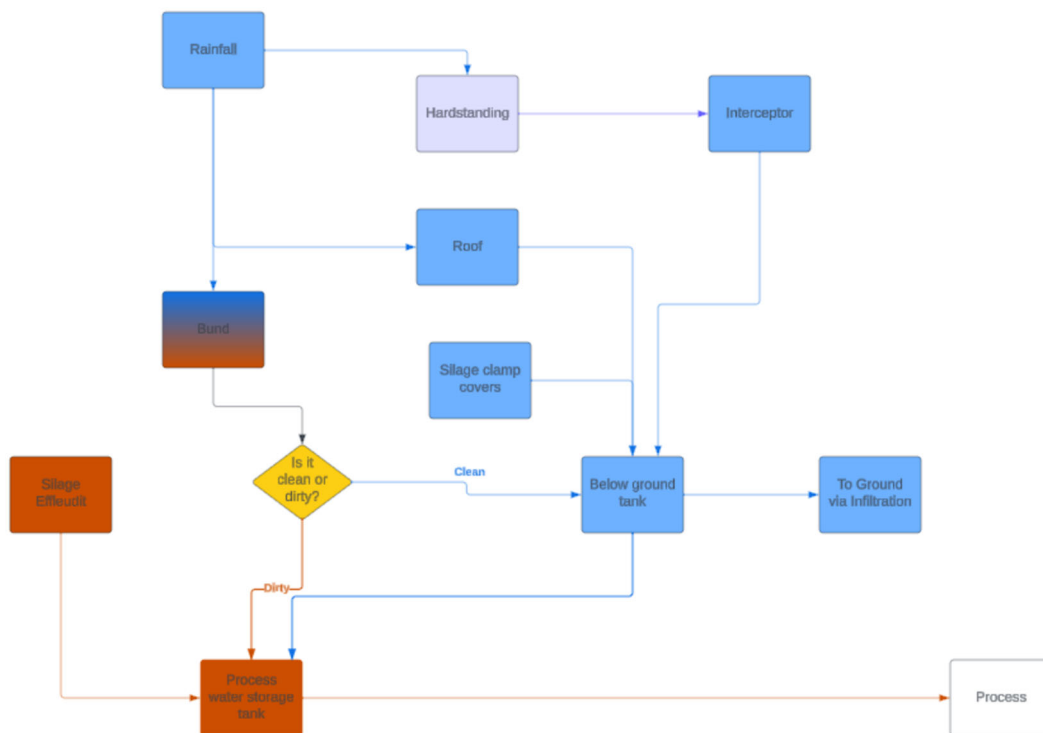 Rainfall
Hardstanding
Interceptor
Roof
Bund
Silage clamp
covers
Silage
Effleudit
Is it
clean or
dirty?
Clean
Below ground
tank
To Ground
via Infiltration
Dirty
Process
water storage
tank
Process